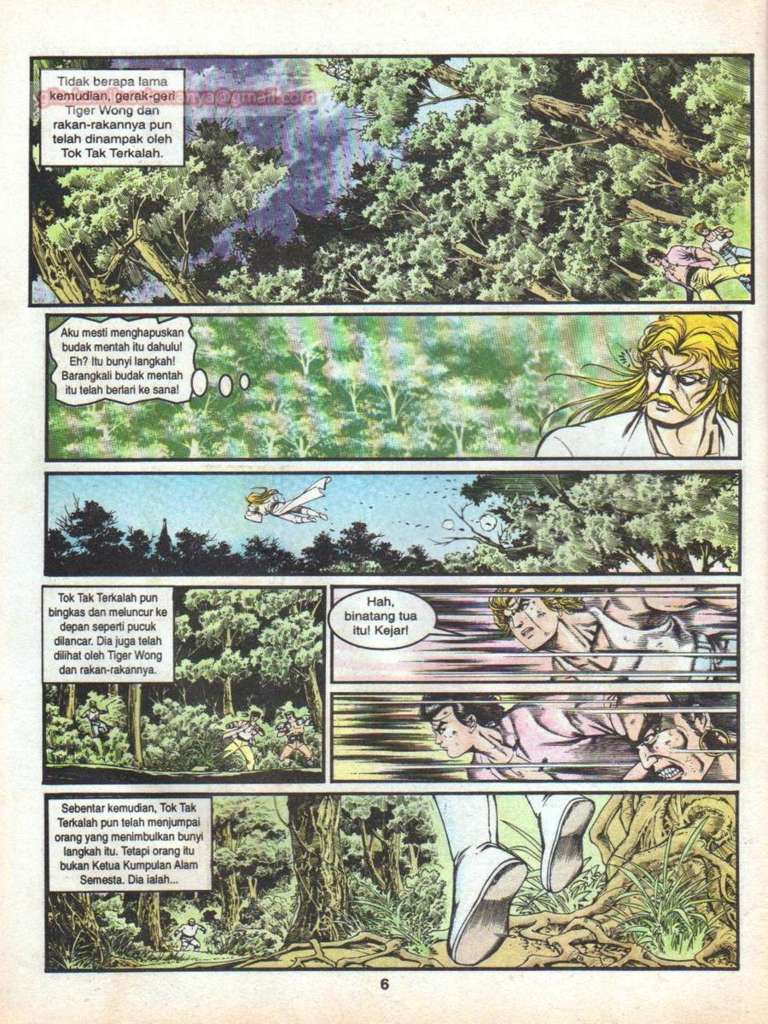 Tidak berapa lama
kemudian, gerak-geri
Tiger Wong dan
rakan-rakannya pun
telah dinampak oleh
Tok Tak Terkalah.
Aku mesti menghapuskan
budak mentah itu dahulu!
Eh? Itu bunyi langkah!
Barangkali budak mentah
itu telah berlari ke sana!
Tok Tak Terkalah pun
bingkas dan meluncur ke
depan seperti pucuk
dilancar. Dia juga telah
dilihat oleh Tiger Wong
dan rakan-rakannya.
Hah,
binatang tua
itu! Kejar!
Sebentar kemudian, Tok Tak
Terkalah pun telah menjumpai
orang yang menimbulkan bunyi
langkah itu. Tetapi orang itu
bukan Ketua Kumpulan Alam
Semesta. Dia ialah...
6